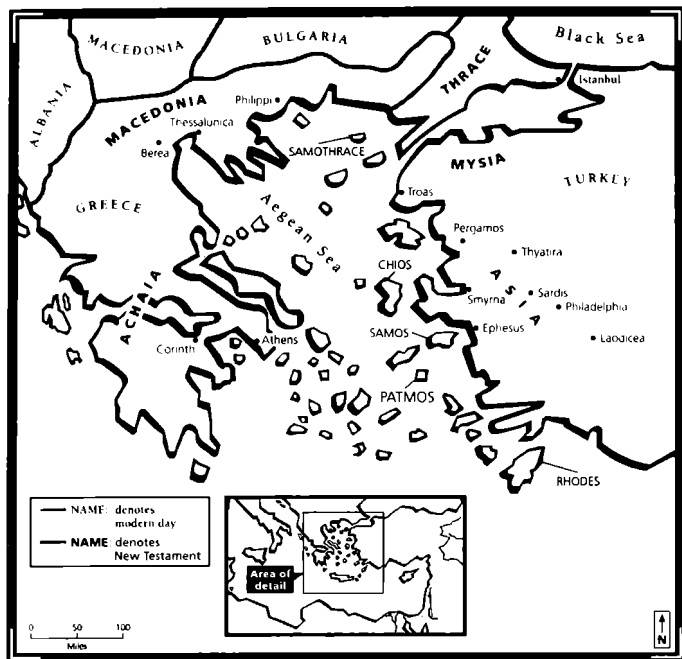 MACEDONIA
BULGARIA
Black Sea
ALBANIA
THRACE
Istanbul
MACEDONIA
Philippi
Thessalunica
Berea
SAMOTHRACE
MYSIA
TURKEY
Troas
GREECE
Aegean Sea
Pergamos
Thyatira
CHIOS
ASIA
Smyrna
Sardis
Philadelphia
ACHAIA
Corinth
Athens
SAMOS
Ephesus
Laodicea
PATMOS
RHODES
NAME: denotes
modern day
NAME: denotes
New Testament
Area of
detail
0 50 100
Miles
N